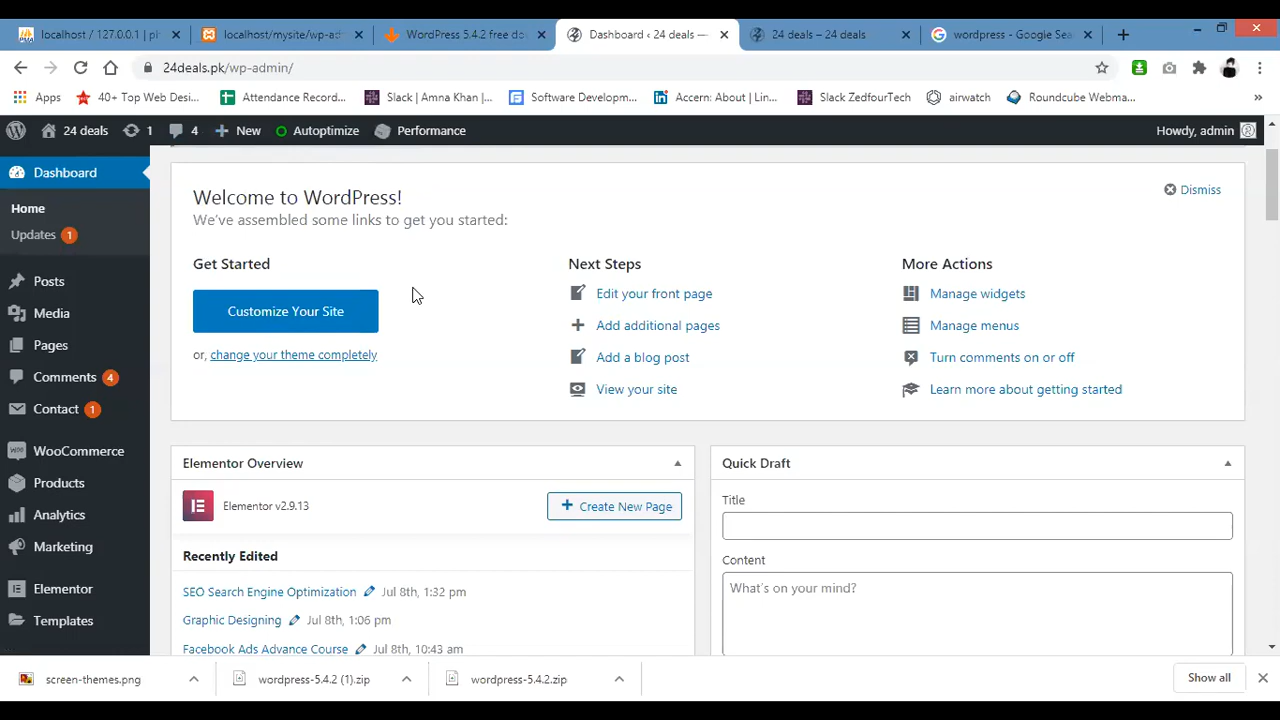 localhost / 127.0.0.1 | ph
localhost/mysite/wp-adm
WordPress 5.4.2 free do
Dashboard ‹ 24 deals —
24 deals – 24 deals
wordpress - Google Sea
24deals.pk/wp-admin/
Apps
40+ Top Web Desi...
Attendance Record...
Slack | Amna Khan |...
Software Developm...
Accern: About | Lin...
Slack ZedfourTech
airwatch
Roundcube Webma...
»
24 deals
1
4
New
Autoptimize
Performance
Howdy, admin
Dashboard
Home
Updates 1
Posts
Media
Pages
Comments 4
Contact 1
WooCommerce
Products
Analytics
Marketing
Elementor
Templates
Welcome to WordPress!
We've assembled some links to get you started:
Dismiss
Get Started
Customize Your Site
or, change your theme completely
Next Steps
Edit your front page
Add additional pages
Add a blog post
View your site
More Actions
Manage widgets
Manage menus
Turn comments on or off
Learn more about getting started
Elementor Overview
Elementor v2.9.13
Create New Page
Recently Edited
SEO Search Engine Optimization Jul 8th, 1:32 pm
Graphic Designing Jul 8th, 1:06 pm
Facebook Ads Advance Course Jul 8th, 10:43 am
Quick Draft
Title
Content
What's on your mind?
screen-themes.png
wordpress-5.4.2 (1).zip
wordpress-5.4.2.zip
Show all